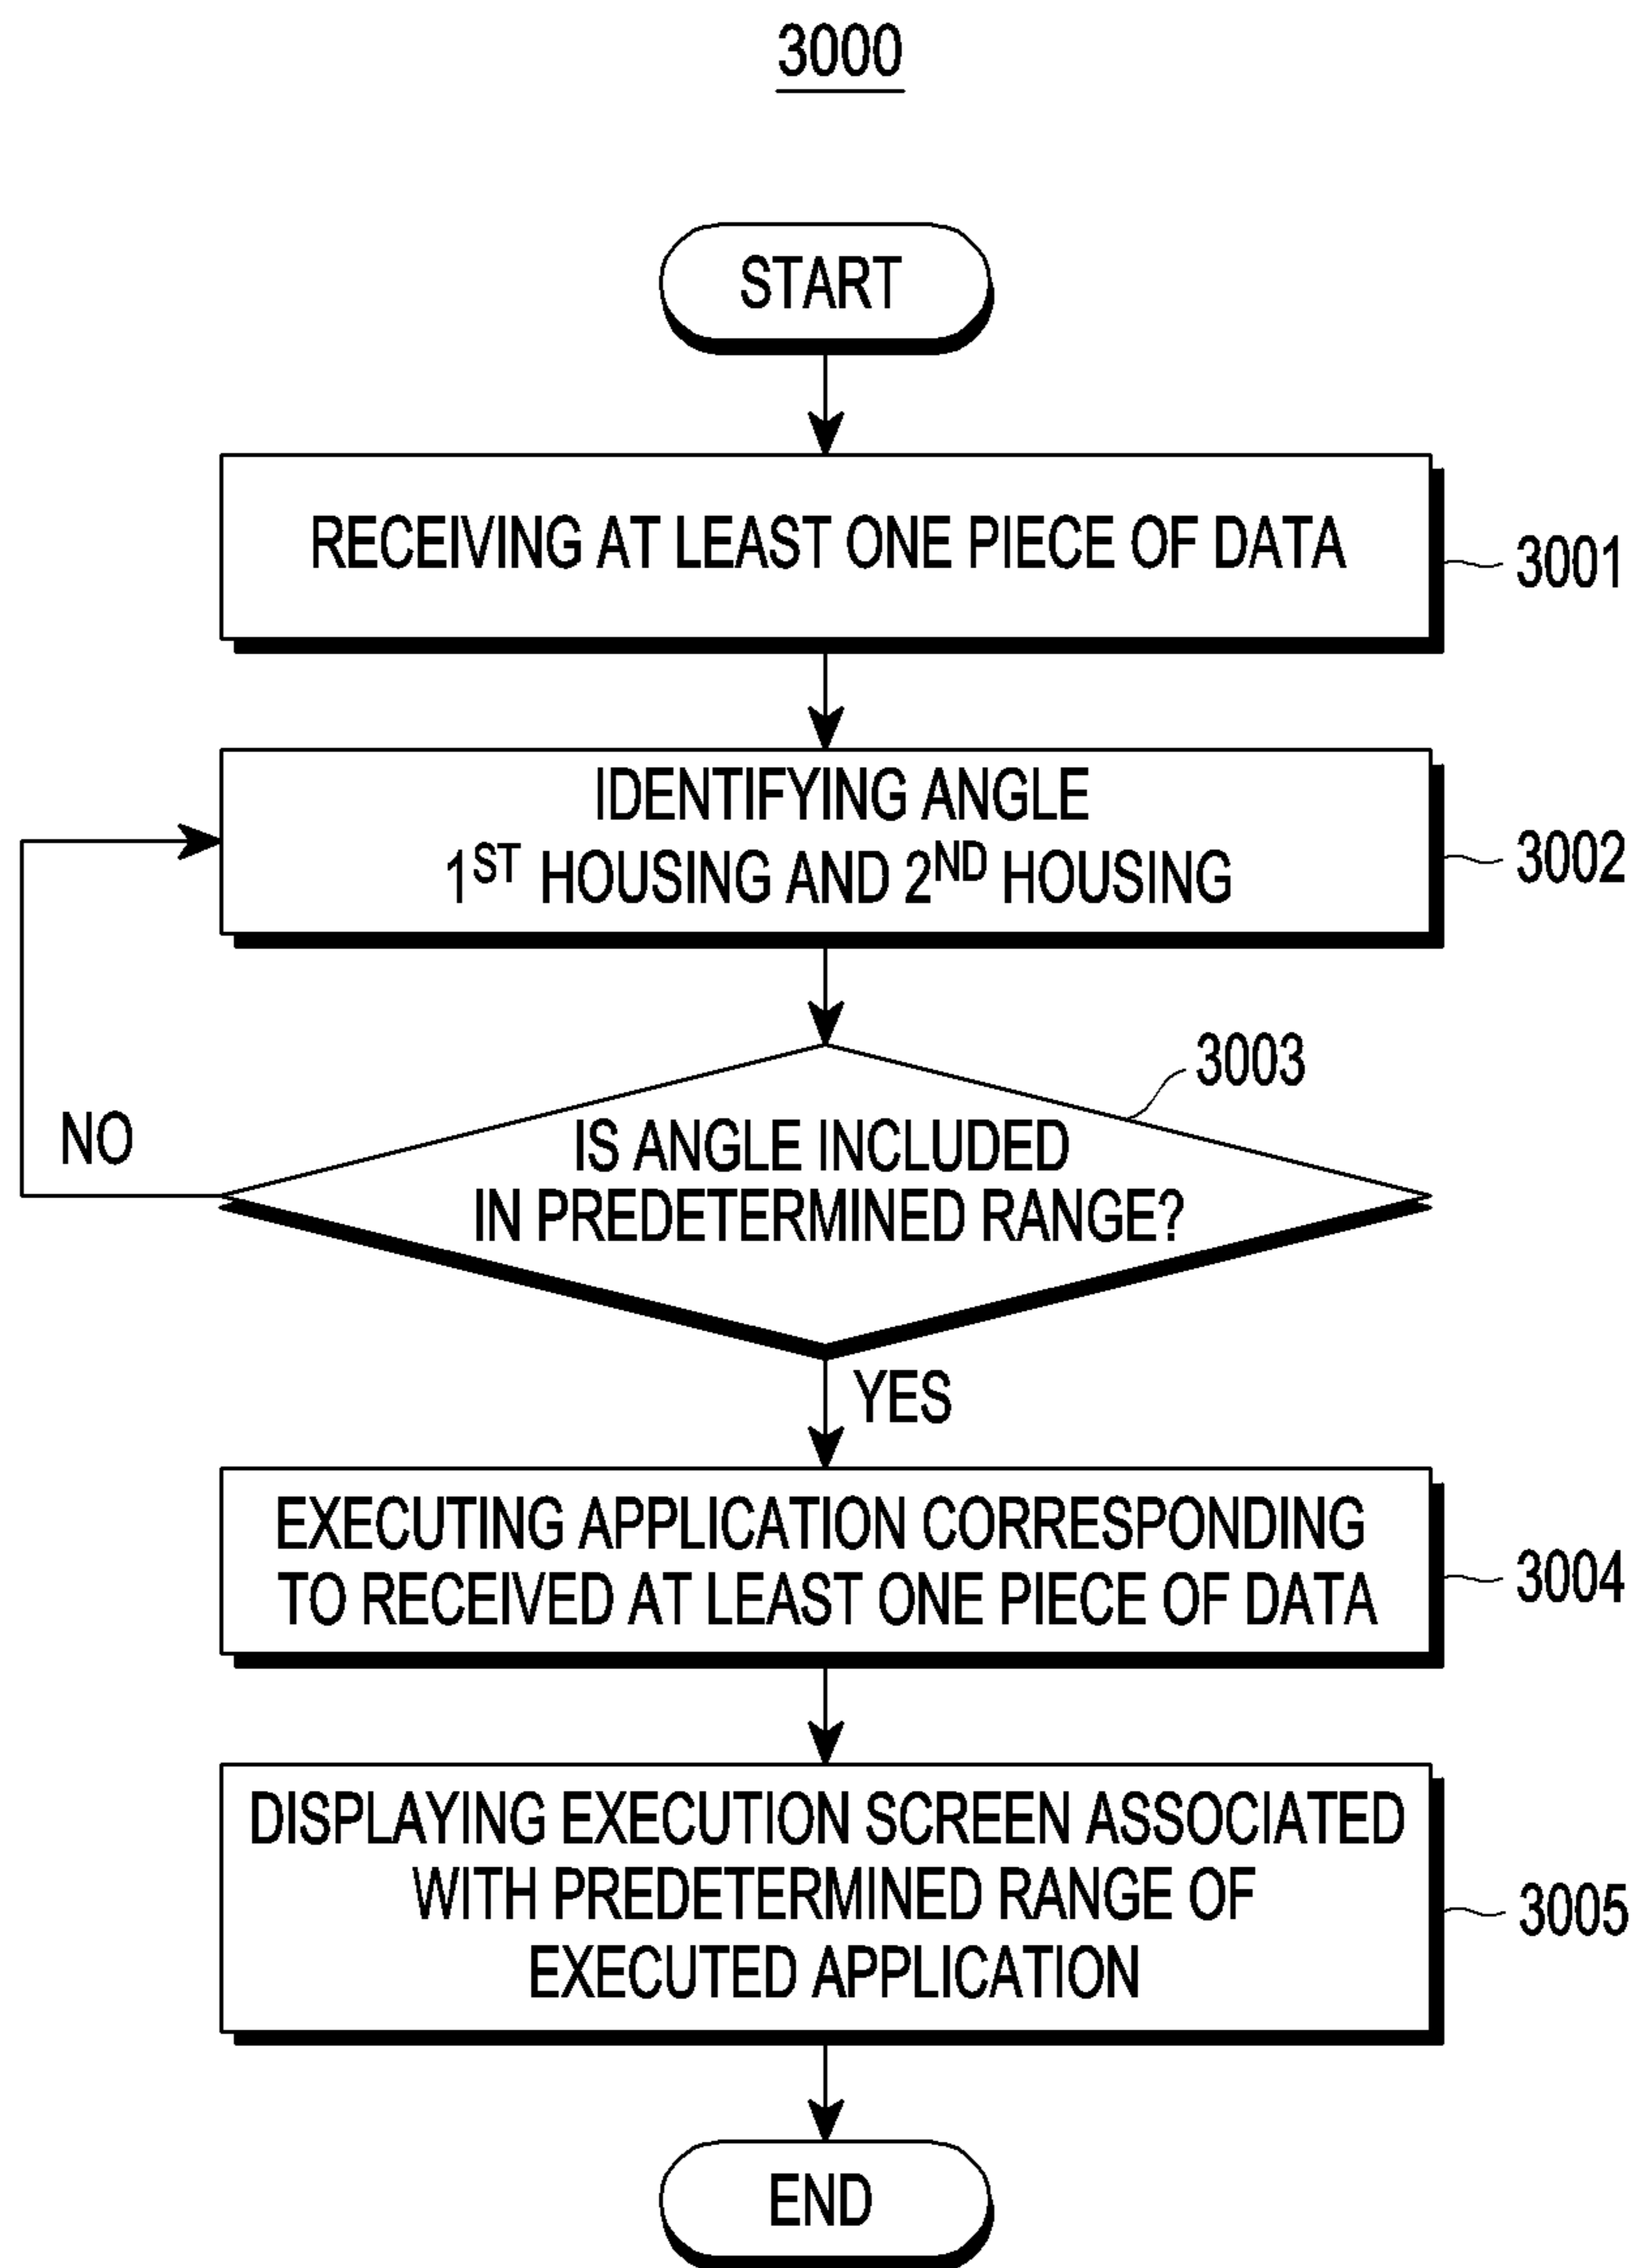 3000
START
RECEIVING AT LEAST ONE PIECE OF DATA
3001
IDENTIFYING ANGLE
1ST HOUSING AND 2ND HOUSING
3002
3003
IS ANGLE INCLUDED
IN PREDETERMINED RANGE?
NO
YES
EXECUTING APPLICATION CORRESPONDING
TO RECEIVED AT LEAST ONE PIECE OF DATA
3004
DISPLAYING EXECUTION SCREEN ASSOCIATED
WITH PREDETERMINED RANGE OF
EXECUTED APPLICATION
3005
END